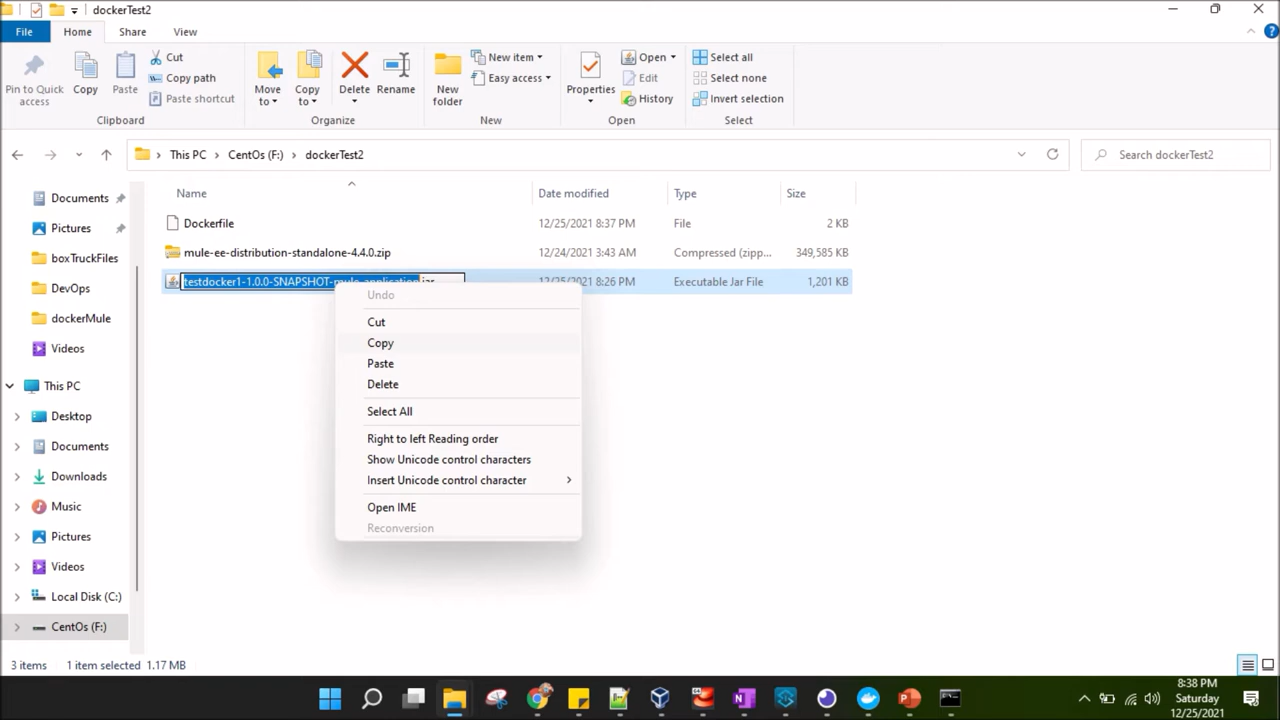 dockerTest2
File Home Share View
Pin to Quick access
Copy
Paste
Cut
Copy path
Paste shortcut
Move to
Copy to
Delete
Rename
New folder
New item
Easy access
Properties
Open
Edit
History
Select all
Select none
Invert selection
Clipboard Organize New Open Select
This PC > CentOs (F:) > dockerTest2
Search dockerTest2
Name Date modified Type Size
Dockerfile 12/25/2021 8:37 PM File 2 KB
mule-ee-distribution-standalone-4.4.0.zip 12/24/2021 3:43 AM Compressed (zipp... 349,585 KB
testdocker1-1.0.0-SNAPSHOT-mule-application.jar 12/25/2021 8:26 PM Executable Jar File 1,201 KB
Documents
Pictures
boxTruckFiles
DevOps
dockerMule
Videos
This PC
Desktop
Documents
Downloads
Music
Pictures
Videos
Local Disk (C:)
CentOs (F:)
Undo
Cut
Copy
Paste
Delete
Select All
Right to left Reading order
Show Unicode control characters
Insert Unicode control character
Open IME
Reconversion
3 items 1 item selected 1.17 MB
8:38 PM
Saturday
12/25/2021